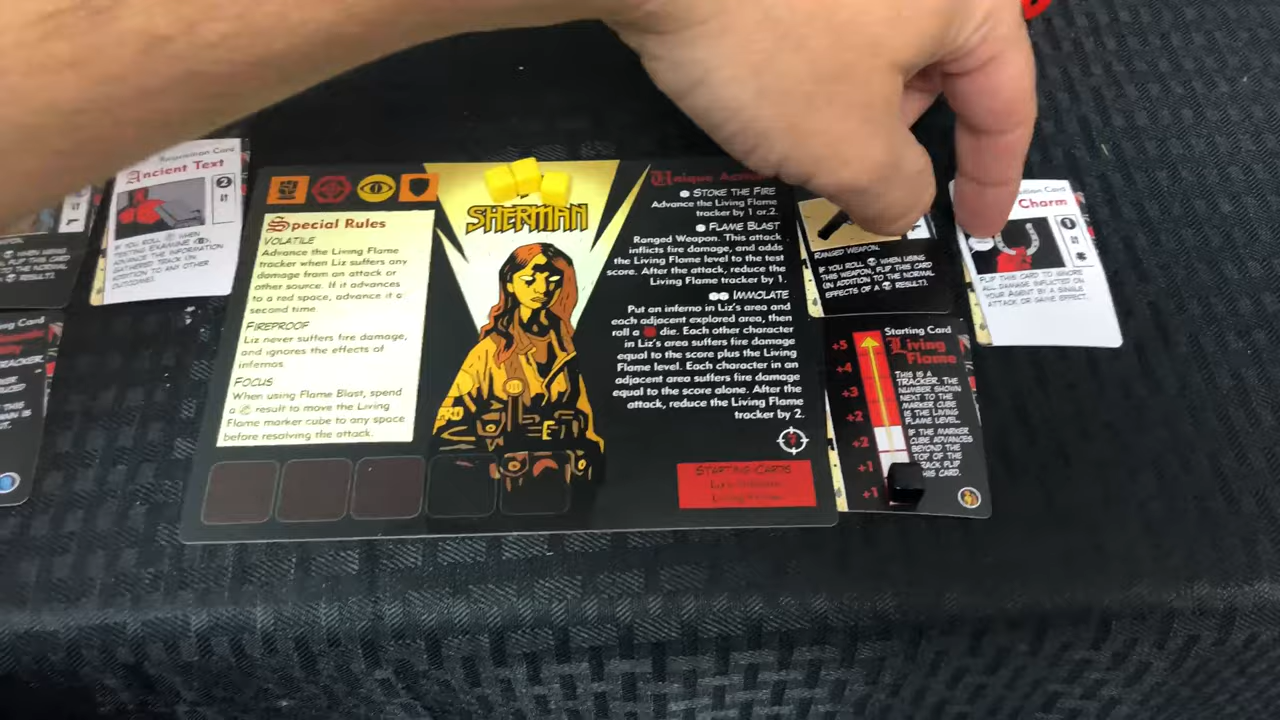 Requisition Card
Ancient Text
2
IF YOU ROLL WHEN
TESTING EXAMINE
ADVANCE THE INFORMATION
GATHERED TRACK (IN
ADDITION TO ANY OTHER
OUTCOME).
Special Rules
VOLATILE
Advance the Living Flame
tracker when Liz suffers any
damage from an attack or
other source. If it advances
to a red space, advance it a
second time.
FIREPROOF
Liz never suffers fire damage,
and ignores the effects of
infernos.
FOCUS
When using Flame Blast, spend
a result to move the Living
Flame marker cube to any space
before resolving the attack.
SHERMAN
Unique
STOKE THE FIRE
Advance the Living Flame
tracker by 1 or 2.
FLAME BLAST
Ranged Weapon. This attack
inflicts fire damage, and adds
the Living Flame level to the test
score. After the attack, reduce the
Living Flame tracker by 1.
IMMOLATE
Put an inferno in Liz's area and
each adjacent explored area, then
roll a die. Each other character
in Liz's area suffers fire damage
equal to the score plus the Living
Flame level. Each character in an
adjacent area suffers fire damage
equal to the score alone. After the
attack, reduce the Living Flame
tracker by 2.
STARTING CARDS
RANGED WEAPON.
IF YOU ROLL WHEN USING
THIS WEAPON, FLIP THIS CARD
(IN ADDITION TO THE NORMAL
EFFECTS OF A RESULT).
Card
Charm
1
FLIP THIS CARD TO IGNORE
ALL DAMAGE INFLICTED ON
YOUR AGENT BY A SINGLE
ATTACK OR GAME EFFECT.
Starting Card
Living
Flame
+5
+4
+3
+2
+2
+1
+1
THIS IS A
TRACKER. THE
NUMBER SHOWN
NEXT TO THE
MARKER CUBE
IS THE LIVING
FLAME LEVEL.
IF THE MARKER
CUBE ADVANCES
BEYOND THE
TOP OF THE
TRACK FLIP
THIS CARD.